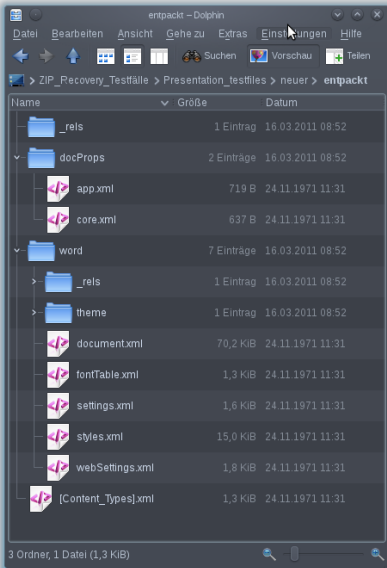 entpackt – Dolphin
Datei Bearbeiten Ansicht Gehe zu Extras Einstellungen Hilfe
Suchen Vorschau Teilen
> ZIP_Recovery_Testfälle > Presentation_testfiles > neuer > entpackt
Name Größe Datum
_rels 1 Eintrag 16.03.2011 08:52
docProps 2 Einträge 16.03.2011 08:52
app.xml 719 B 24.11.1971 11:31
core.xml 637 B 24.11.1971 11:31
word 7 Einträge 16.03.2011 08:52
_rels 1 Eintrag 16.03.2011 08:52
theme 1 Eintrag 16.03.2011 08:52
document.xml 70,2 KiB 24.11.1971 11:31
fontTable.xml 1,3 KiB 24.11.1971 11:31
settings.xml 1,6 KiB 24.11.1971 11:31
styles.xml 15,0 KiB 24.11.1971 11:31
webSettings.xml 1,8 KiB 24.11.1971 11:31
[Content_Types].xml 1,3 KiB 24.11.1971 11:31
3 Ordner, 1 Datei (1,3 KiB)